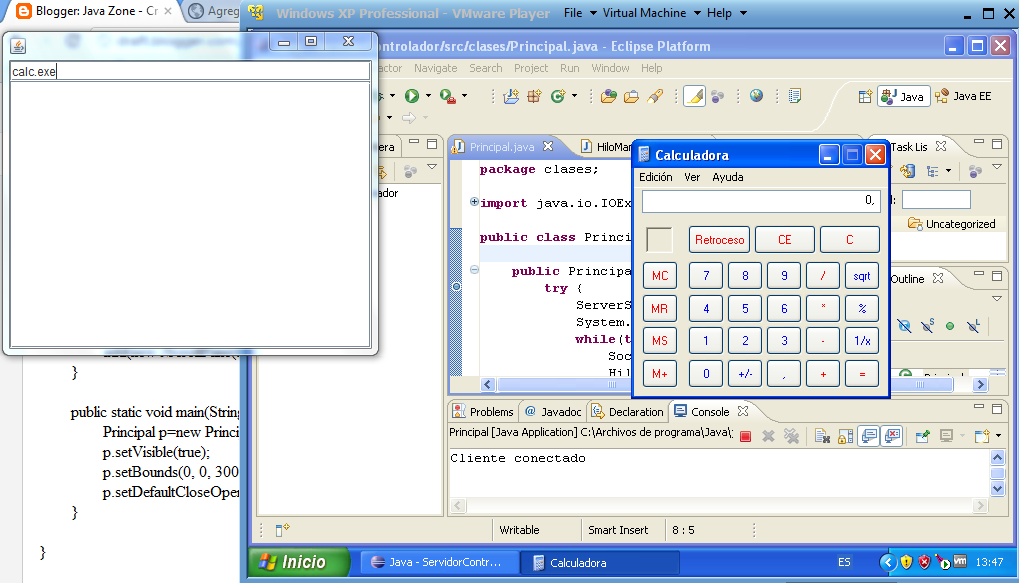 Blogger: Java Zone - Cr
Agreg
Windows XP Professional - VMware Player
File
Virtual Machine
Help
calc.exe
ontrolador/src/clases/Principal.java - Eclipse Platform
actor Navigate Search Project Run Window Help
Java
Java EE
era
Principal.java
HiloMar
Task Lis
ador
package clases;
import java.io.IOEx
public class Princi
public Principa
try {
ServerS
System.
while(t
Soc
Hil
Calculadora
Edición Ver Ayuda
0,
Retroceso CE C
MC 7 8 9 / sqrt
MR 4 5 6 * %
MS 1 2 3 - 1/x
M+ 0 +/- , + =
Uncategorized
Outline
}
public static void main(String
Principal p=new Princi
p.setVisible(true);
p.setBounds(0, 0, 300
p.setDefaultCloseOper
}
}
Problems
Javadoc
Declaration
Console
Principal [Java Application] C:\Archivos de programa\Java\
Cliente conectado
Writable
Smart Insert
8 : 5
Inicio
Java - ServidorContr...
Calculadora
ES
13:47